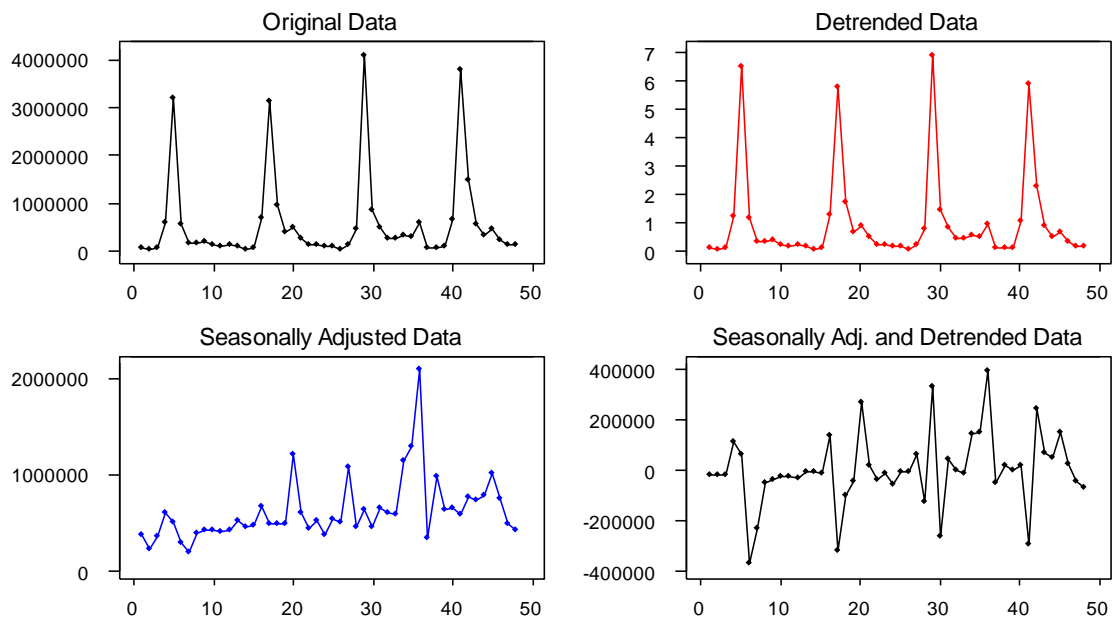 Original Data
4000000
3000000
2000000
1000000
0
0 10 20 30 40 50
Detrended Data
7
6
5
4
3
2
1
0
0 10 20 30 40 50
Seasonally Adjusted Data
2000000
1000000
0
0 10 20 30 40 50
Seasonally Adj. and Detrended Data
400000
200000
0
-200000
-400000
0 10 20 30 40 50